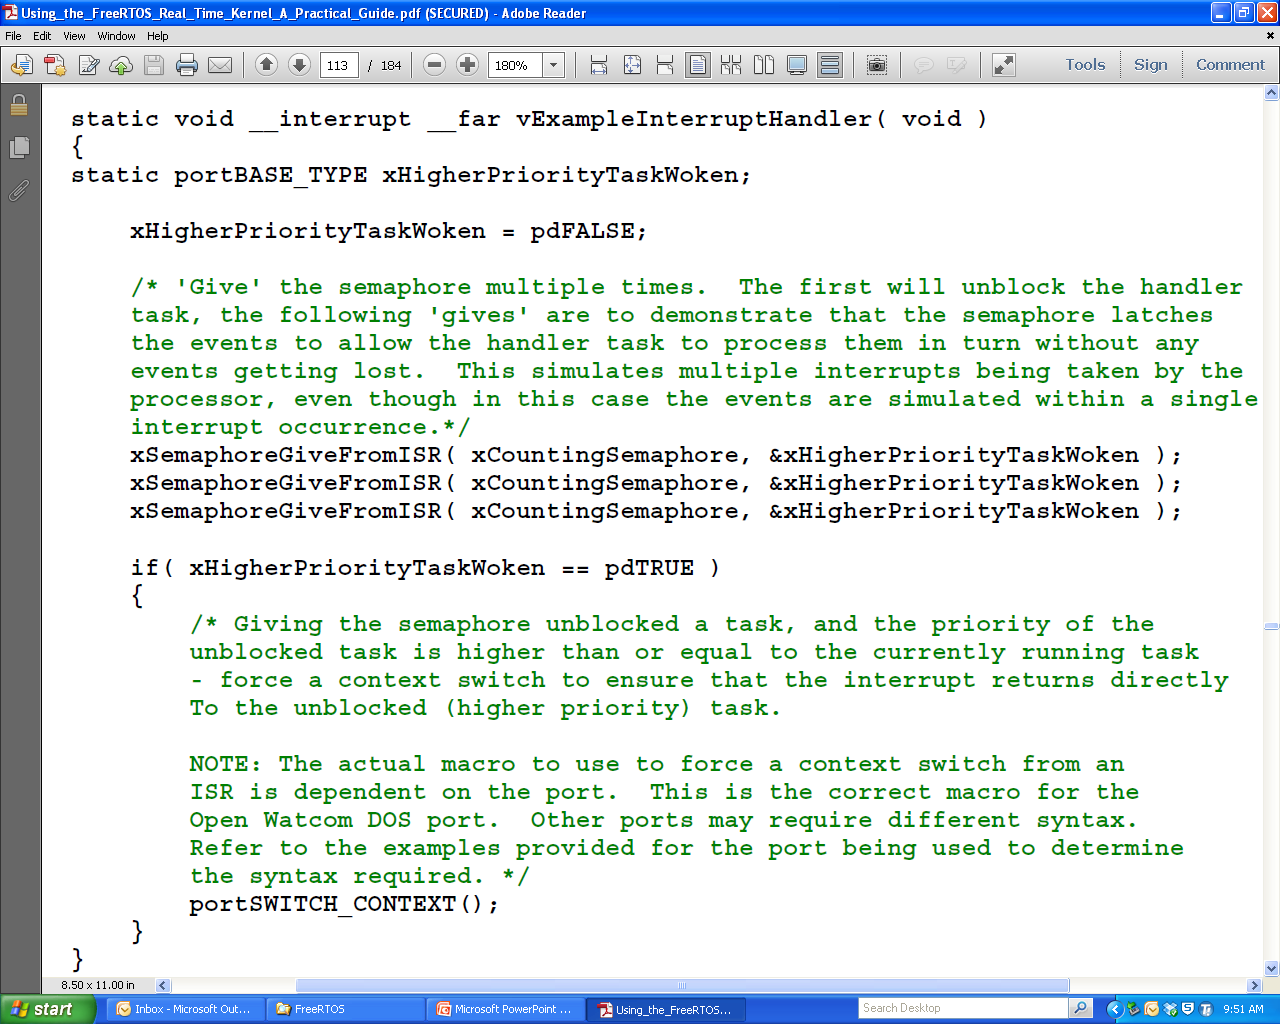 Using_the_FreeRTOS_Real_Time_Kernel_A_Practical_Guide.pdf (SECURED) - Adobe Reader
File Edit View Window Help
113 / 184 180% Tools Sign Comment
static void __interrupt __far vExampleInterruptHandler( void )
{
static portBASE_TYPE xHigherPriorityTaskWoken;
xHigherPriorityTaskWoken = pdFALSE;
/* 'Give' the semaphore multiple times.  The first will unblock the handler
task, the following 'gives' are to demonstrate that the semaphore latches
the events to allow the handler task to process them in turn without any
events getting lost.  This simulates multiple interrupts being taken by the
processor, even though in this case the events are simulated within a single
interrupt occurrence.*/
xSemaphoreGiveFromISR( xCountingSemaphore, &xHigherPriorityTaskWoken );
xSemaphoreGiveFromISR( xCountingSemaphore, &xHigherPriorityTaskWoken );
xSemaphoreGiveFromISR( xCountingSemaphore, &xHigherPriorityTaskWoken );
if( xHigherPriorityTaskWoken == pdTRUE )
{
/* Giving the semaphore unblocked a task, and the priority of the
unblocked task is higher than or equal to the currently running task
- force a context switch to ensure that the interrupt returns directly
To the unblocked (higher priority) task.
NOTE: The actual macro to use to force a context switch from an
ISR is dependent on the port.  This is the correct macro for the
Open Watcom DOS port.  Other ports may require different syntax.
Refer to the examples provided for the port being used to determine
the syntax required. */
portSWITCH_CONTEXT();
}
}
8.50 x 11.00 in
start Inbox - Microsoft Out... FreeRTOS Microsoft PowerPoint ... Using_the_FreeRTOS... Search Desktop 9:51 AM